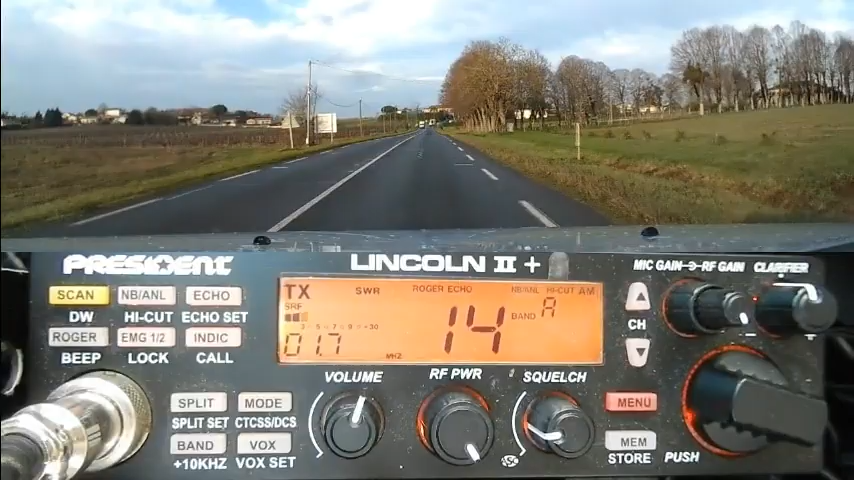 PRESIDENT LINCOLN II + MIC GAIN RF GAIN CLARIFIER
SCAN NB/ANL ECHO
DW HI-CUT ECHO SET
ROGER EMG 1/2 INDIC
BEEP LOCK CALL
TX SWR ROGER ECHO NB/ANL HI-CUT AM
SRF
14 BAND A
01.7 MHZ
CH
VOLUME RF PWR SQUELCH
SPLIT MODE MENU
SPLIT SET CTCSS/DCS
BAND VOX MEM
+10KHz VOX SET ASC STORE PUSH